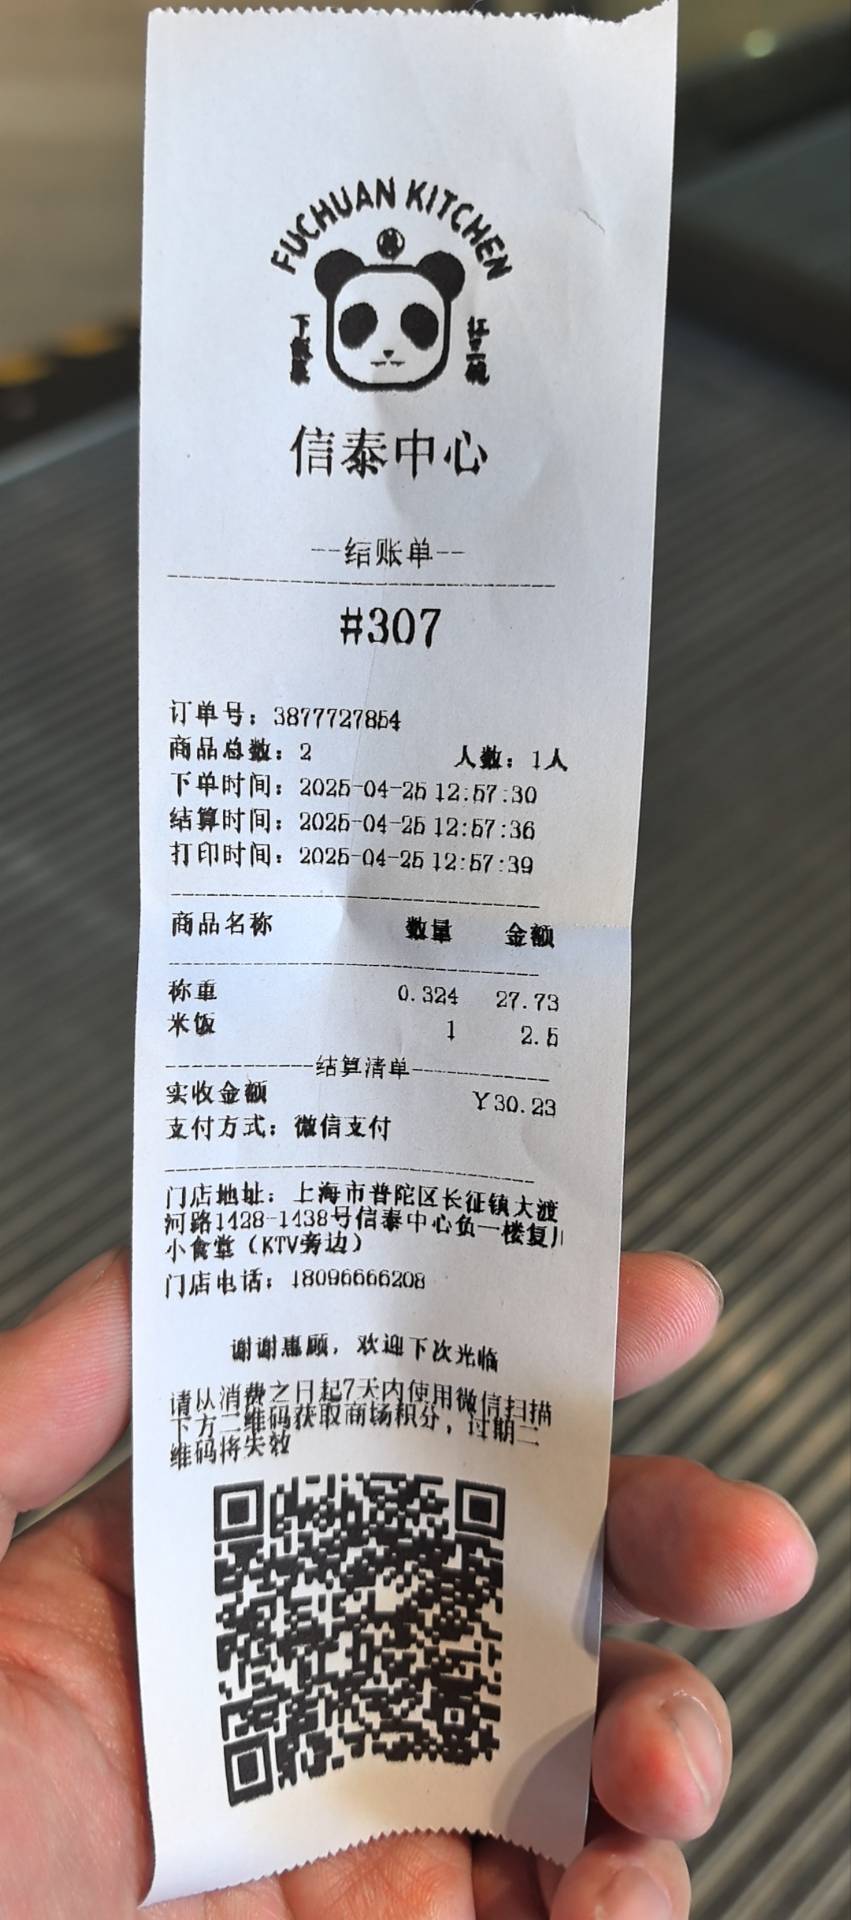 FUCHUAN KITCHEN
下饭菜
扛三碗
信泰中心
--结账单--
#307
订单号：3877727854
商品总数：2 人数：1人
下单时间：2025-04-25 12:57:30
结算时间：2025-04-25 12:57:36
打印时间：2025-04-25 12:57:39
商品名称 数量 金额
称重 0.324 27.73
米饭 1 2.5
结算清单
实收金额 ￥30.23
支付方式：微信支付
门店地址：上海市普陀区长征镇大渡
河路1428-1438号信泰中心负一楼复川
小食堂（KTV旁边）
门店电话：18096666208
谢谢惠顾，欢迎下次光临
请以消费之日起7天内使用微信扫描
下方二维码获取商场积分，过期二
维码将失效